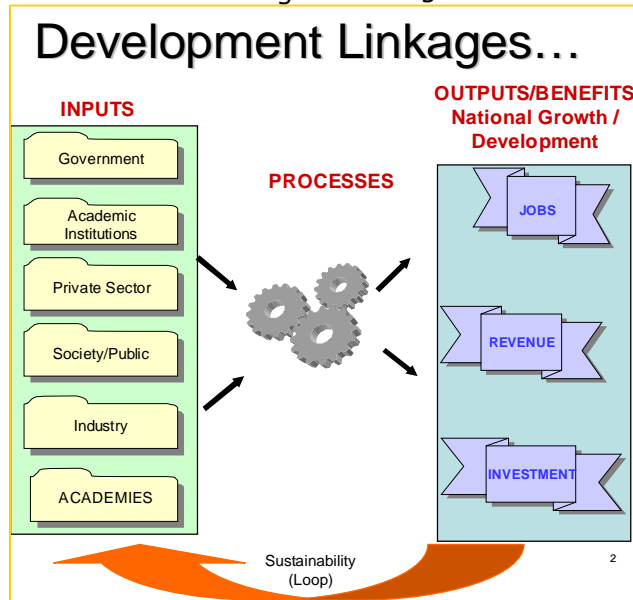 Development Linkages…
INPUTS
Government
Academic
Institutions
Private Sector
Society/Public
Industry
ACADEMIES
PROCESSES
OUTPUTS/BENEFITS
National Growth /
Development
JOBS
REVENUE
INVESTMENT
Sustainability
(Loop)
2